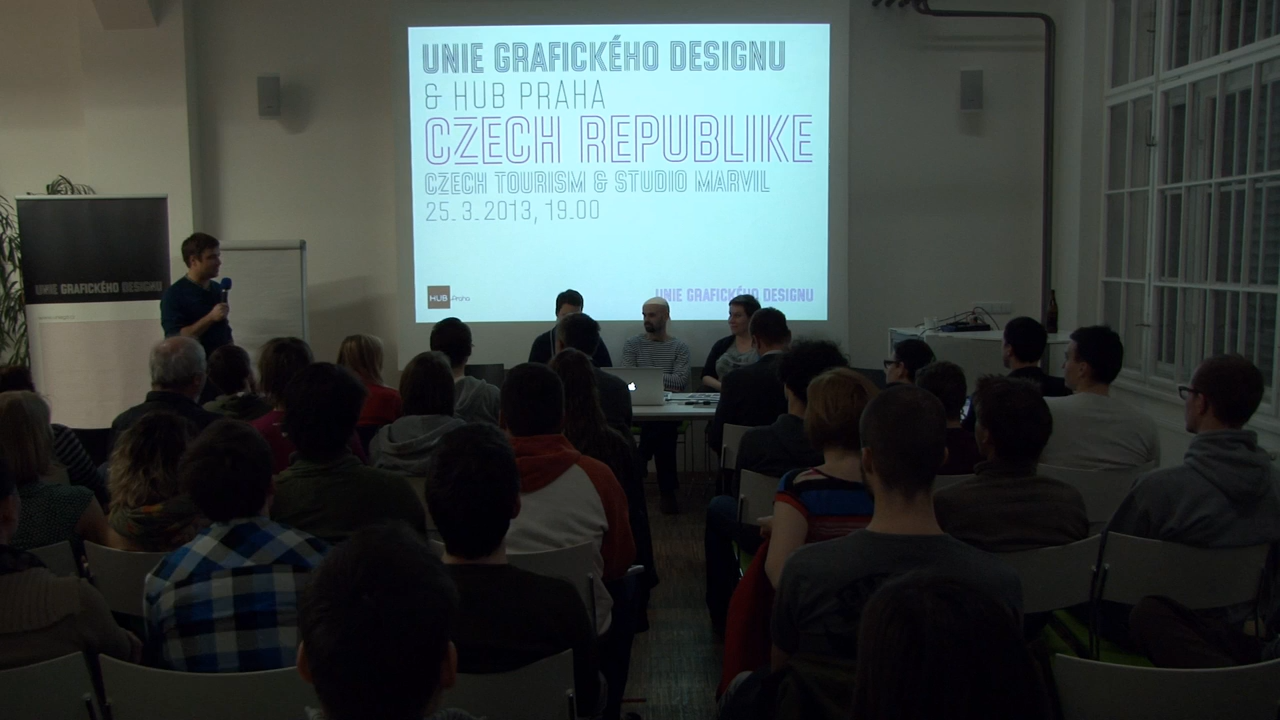 UNIE GRAFICKÉHO DESIGNU
& HUB PRAHA
CZECH REPUBLIKE
CZECH TOURISM & STUDIO MARVIL
25. 3. 2013, 19.00
HUB Praha
UNIE GRAFICKÉHO DESIGNU
UNIE GRAFICKÉHO DESIGNU